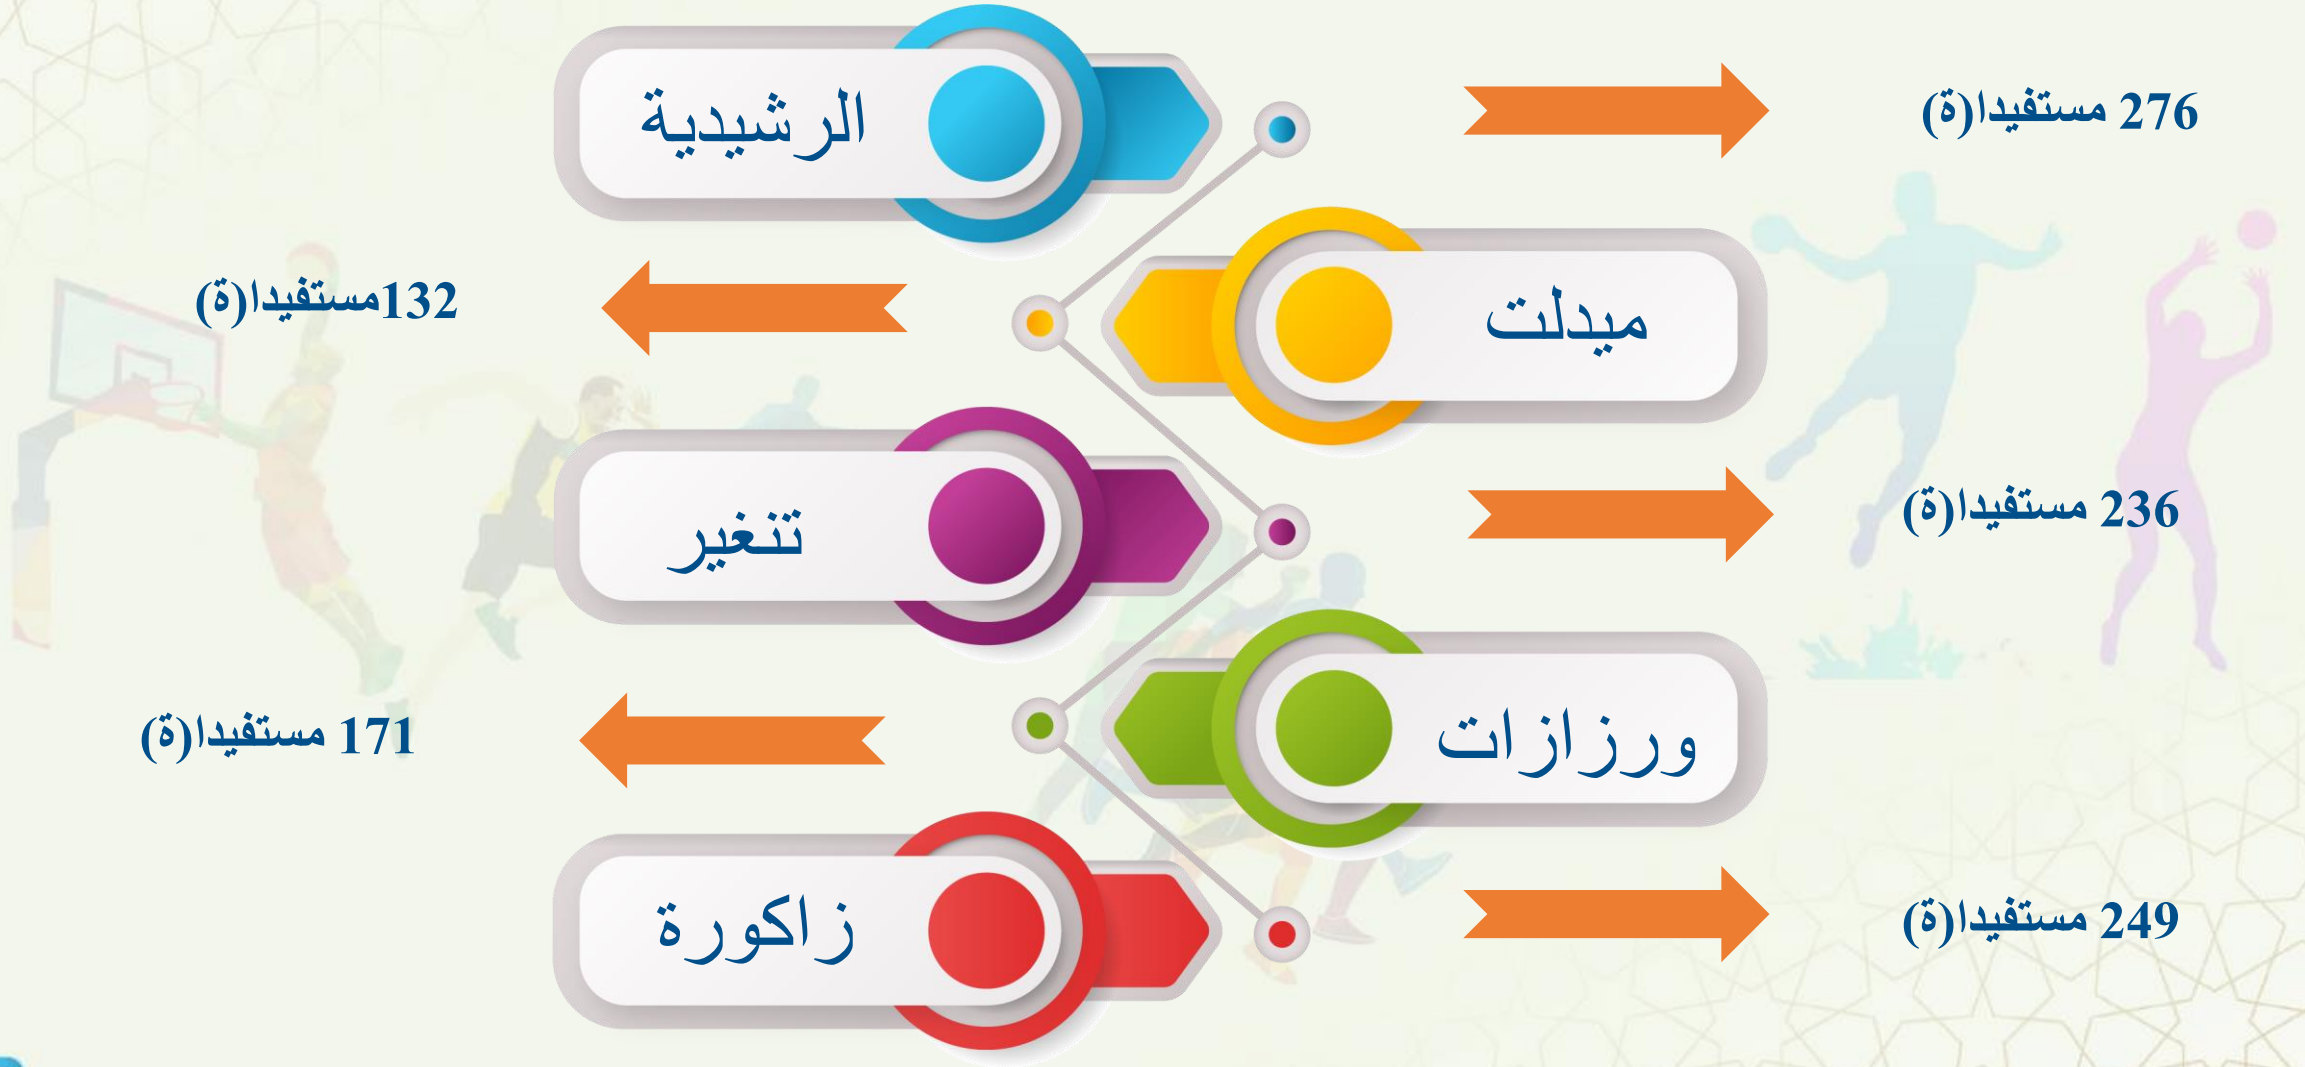 الرشيدية
276 مستفيدا(ة)
ميدلت
132مستفيدا(ة)
تنغير
236 مستفيدا(ة)
ورزازات
171 مستفيدا(ة)
زاكورة
249 مستفيدا(ة)